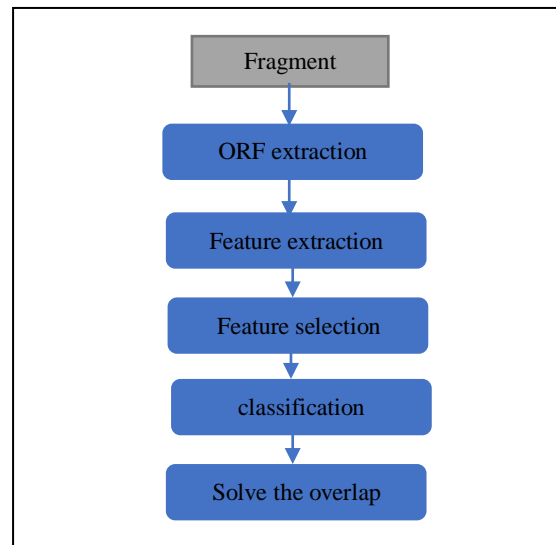 Fragment
ORF extraction
Feature extraction
Feature selection
classification
Solve the overlap